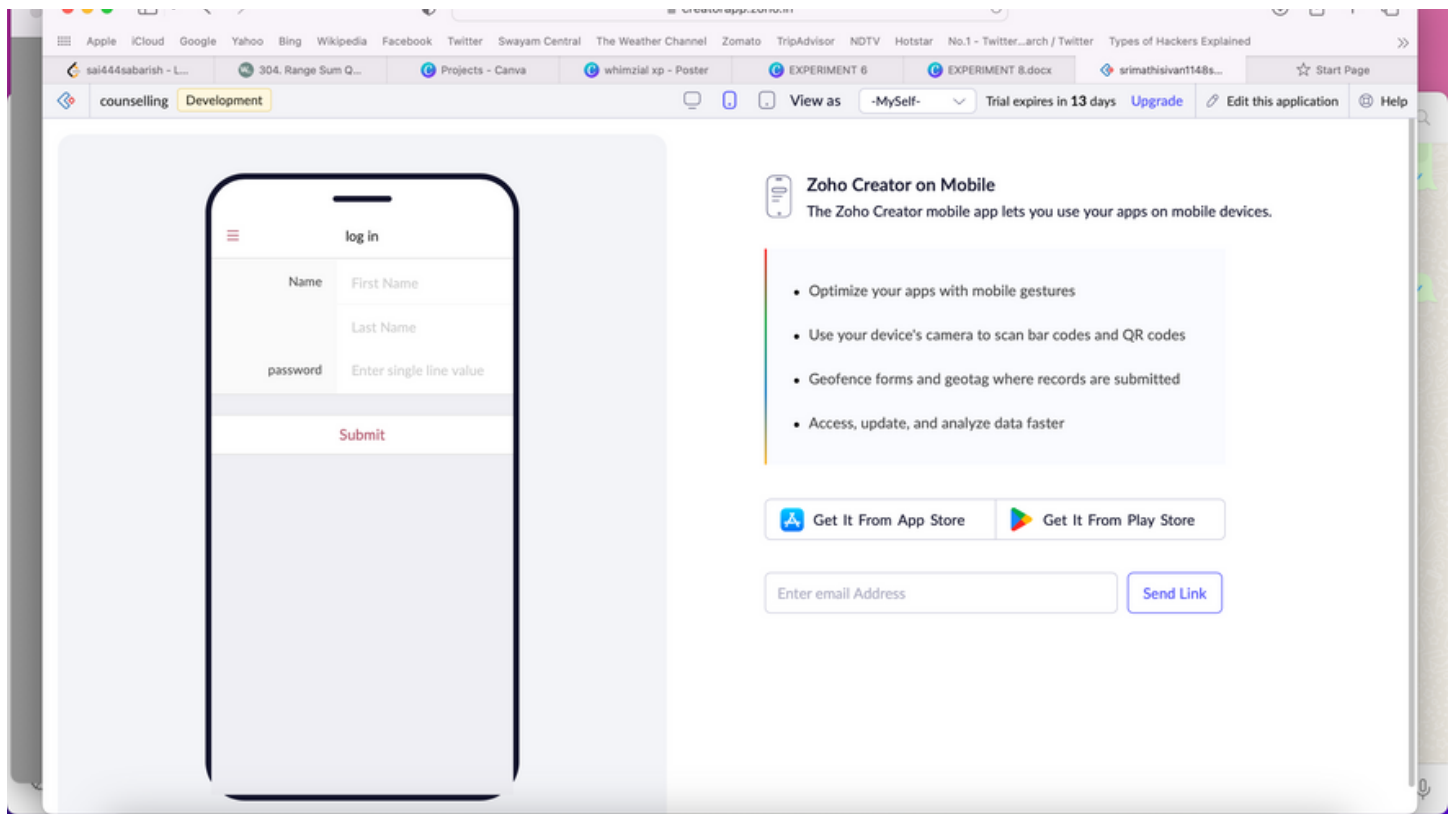 creatorapp.zoho.in
Apple iCloud Google Yahoo Bing Wikipedia Facebook Twitter Swayam Central The Weather Channel Zomato TripAdvisor NDTV Hotstar No.1 - Twitter...arch / Twitter Types of Hackers Explained
sai444sabarish - L... 304. Range Sum Q... Projects - Canva whimzial xp - Poster EXPERIMENT 6 EXPERIMENT 8.docx srimathisivan1148s... Start Page
counselling Development View as -MySelf- Trial expires in 13 days Upgrade Edit this application Help
log in
Name First Name
Last Name
password Enter single line value
Submit
Zoho Creator on Mobile
The Zoho Creator mobile app lets you use your apps on mobile devices.
• Optimize your apps with mobile gestures
• Use your device's camera to scan bar codes and QR codes
• Geofence forms and geotag where records are submitted
• Access, update, and analyze data faster
Get It From App Store Get It From Play Store
Enter email Address Send Link